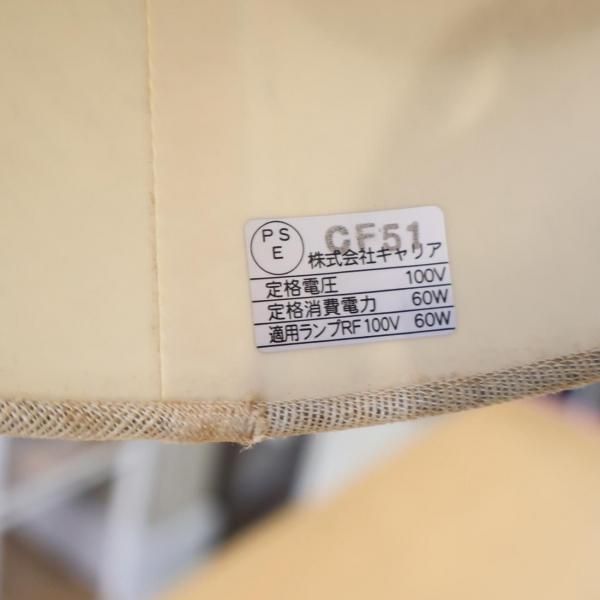 PS
E
CF51
株式会社キャリア
定格電圧 100V
定格消費電力 60W
適用ランプRF100V 60W